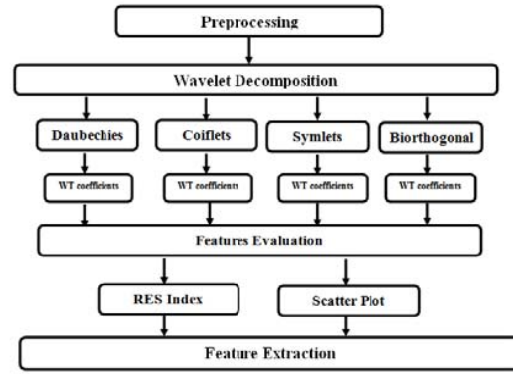 Preprocessing
Wavelet Decomposition
Daubechies Coiflets Symlets Biorthogonal
WT coefficients WT coefficients WT coefficients WT coefficients
Features Evaluation
RES Index Scatter Plot
Feature Extraction